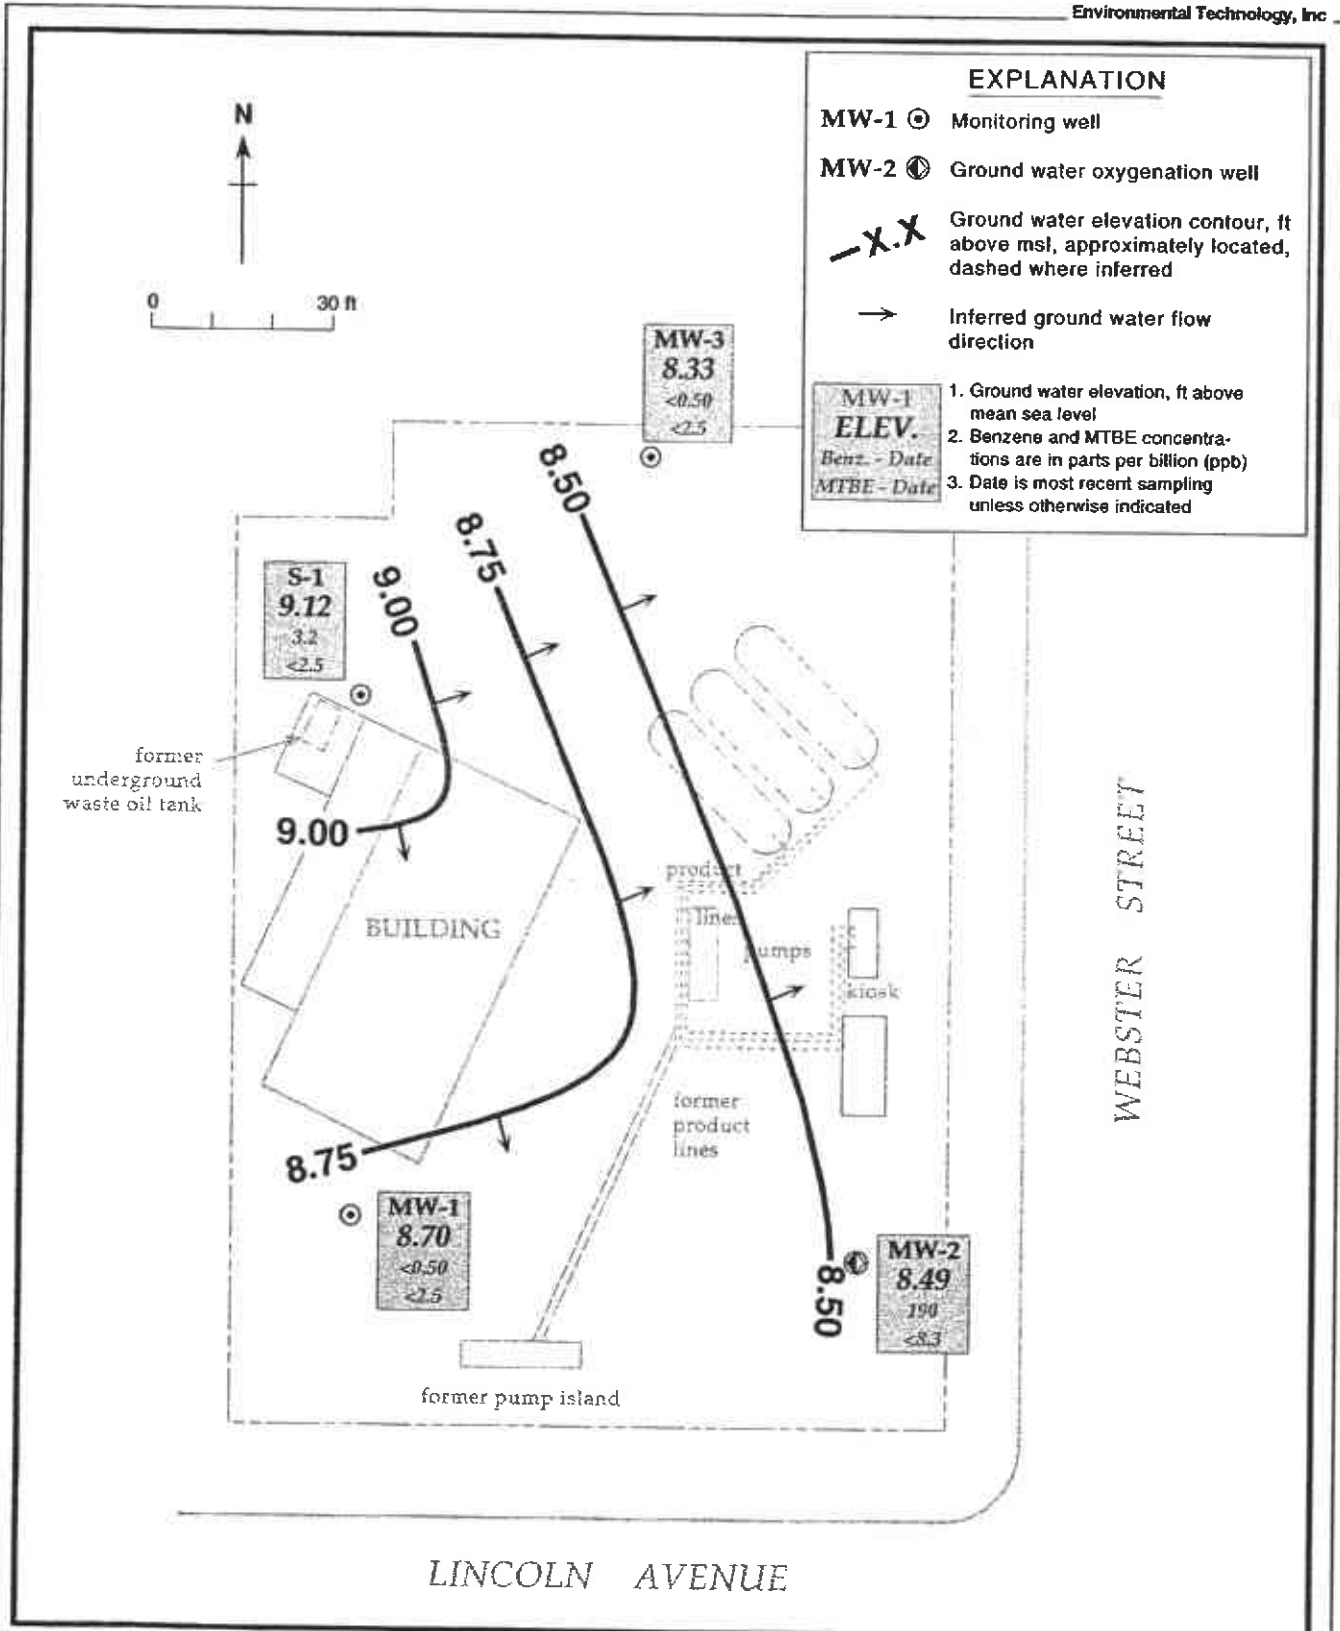 Environmental Technology, Inc
EXPLANATION
MW-1 Monitoring well
MW-2 Ground water oxygenation well
—X.X Ground water elevation contour, ft
above msl, approximately located,
dashed where inferred
Inferred ground water flow
direction
MW-1
ELEV.
Benz. - Date
MTBE - Date
1. Ground water elevation, ft above
mean sea level
2. Benzene and MTBE concentra-
tions are in parts per billion (ppb)
3. Date is most recent sampling
unless otherwise indicated
N
0 30 ft
MW-3
8.33
<0.50
<2.5
8.50
8.75
9.00
S-1
9.12
3.2
<2.5
former
underground
waste oil tank
9.00
BUILDING
product
lines
pumps
kiosk
former
product
lines
8.75
MW-1
8.70
<0.50
<2.5
8.50
MW-2
8.49
190
<8.3
former pump island
WEBSTER STREET
LINCOLN AVENUE